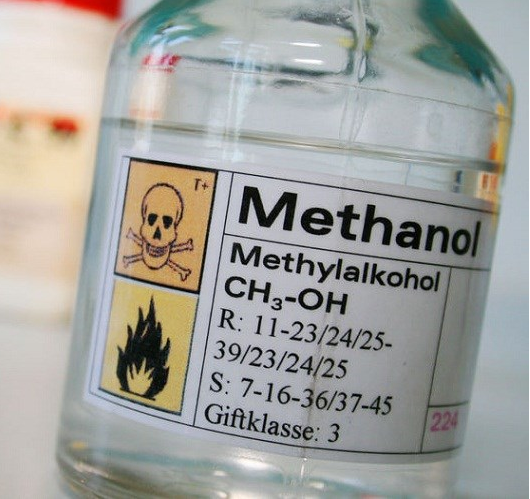 T+
Methanol
Methylalkohol
CH₃-OH
R: 11-23/24/25-
39/23/24/25
S: 7-16-36/37-45
Giftklasse: 3
224